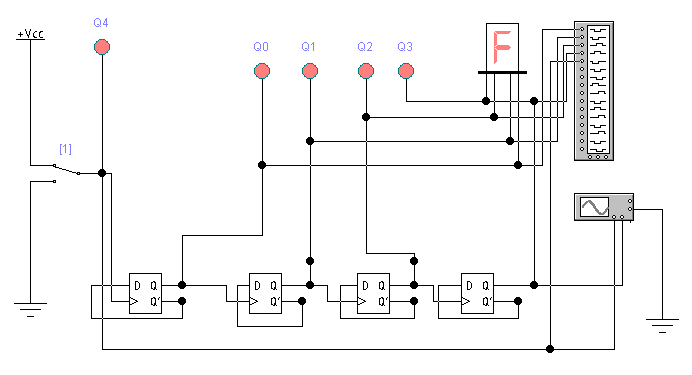 Q4
+Vcc
Q0 Q1 Q2 Q3
F
[1]
D Q D Q D Q D Q
Q' Q' Q' Q'